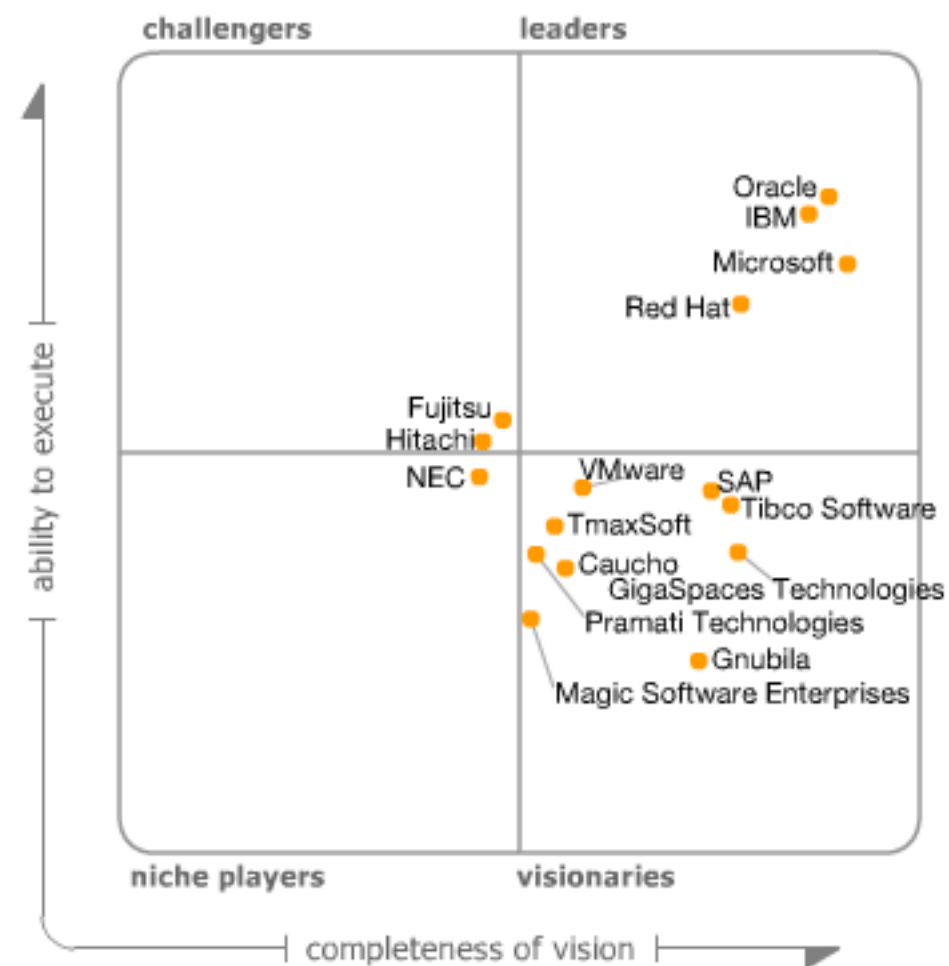 challengers
leaders
Oracle
IBM
Microsoft
Red Hat
Fujitsu
Hitachi
NEC
VMware
SAP
Tibco Software
TmaxSoft
Caucho
GigaSpaces Technologies
Pramati Technologies
Gnubila
Magic Software Enterprises
niche players
visionaries
ability to execute
completeness of vision